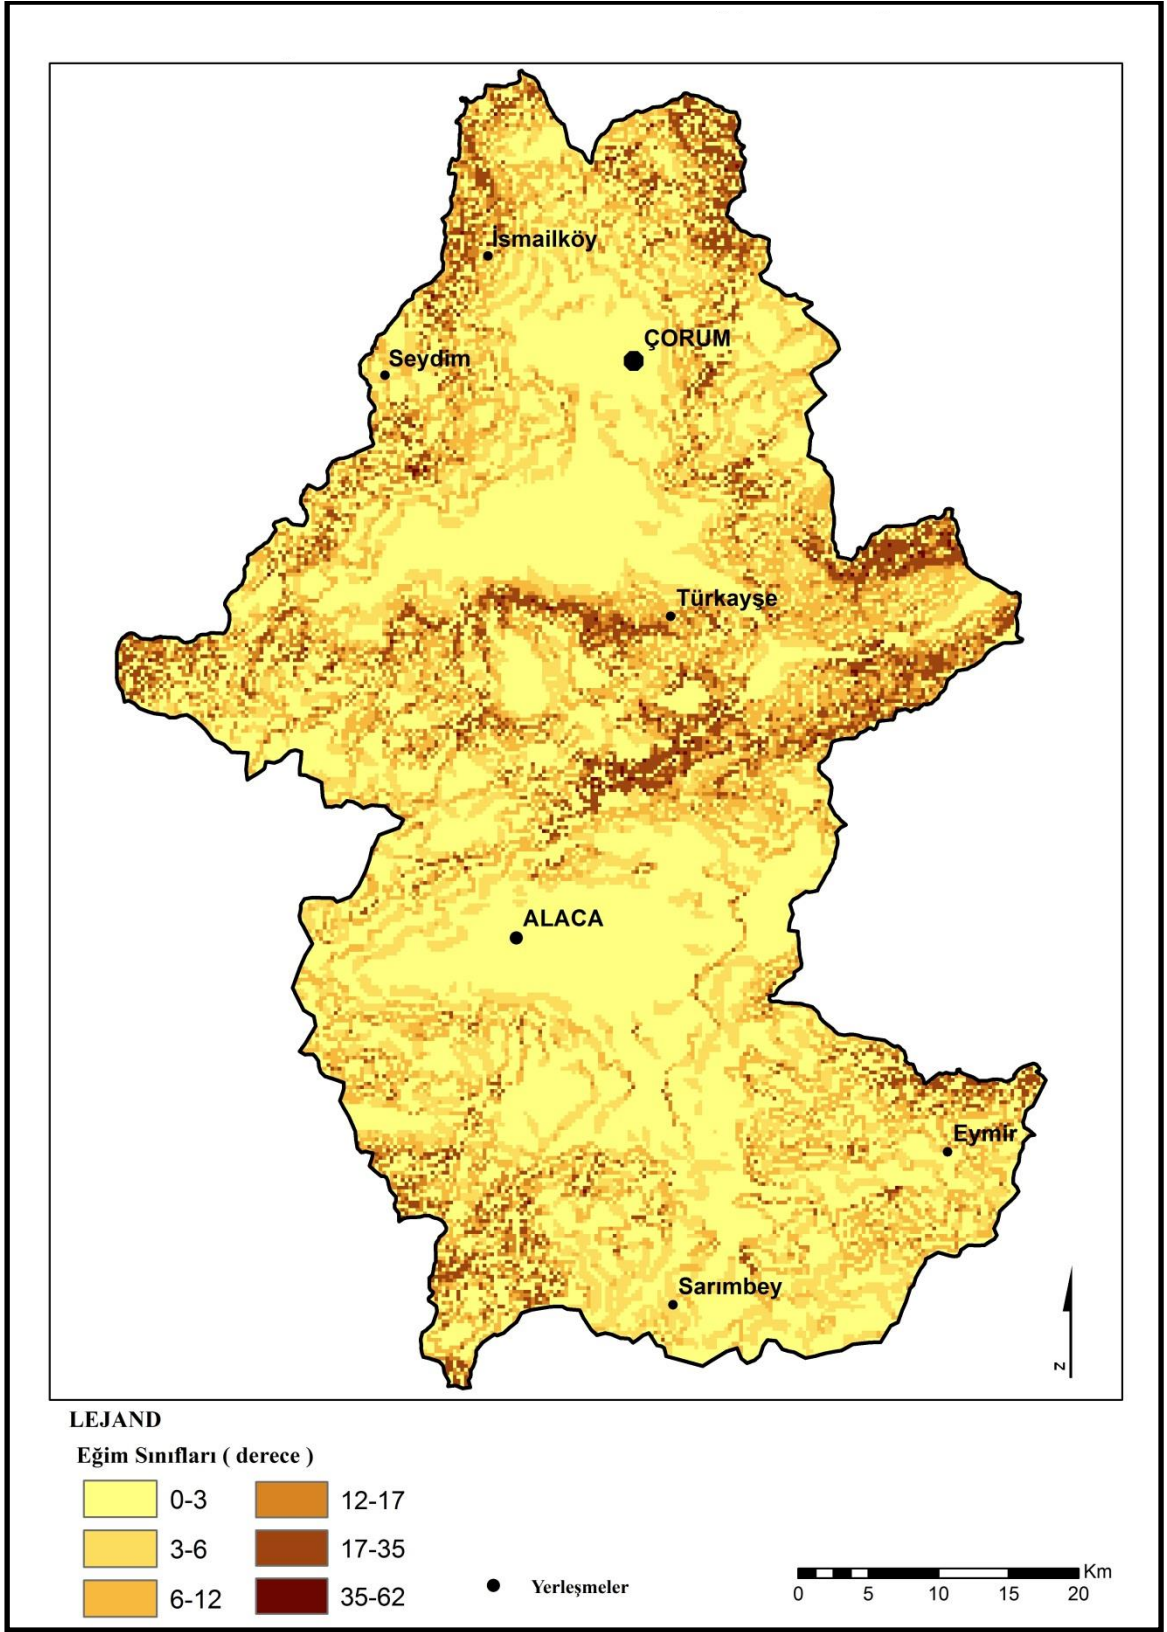 İsmailköy
ÇORUM
Seydim
Türkayşe
ALACA
Eymir
Sarımbey
z
LEJAND
Eğim Sınıfları ( derece )
0-3
12-17
3-6
17-35
6-12
35-62
Yerleşmeler
Km
0 5 10 15 20